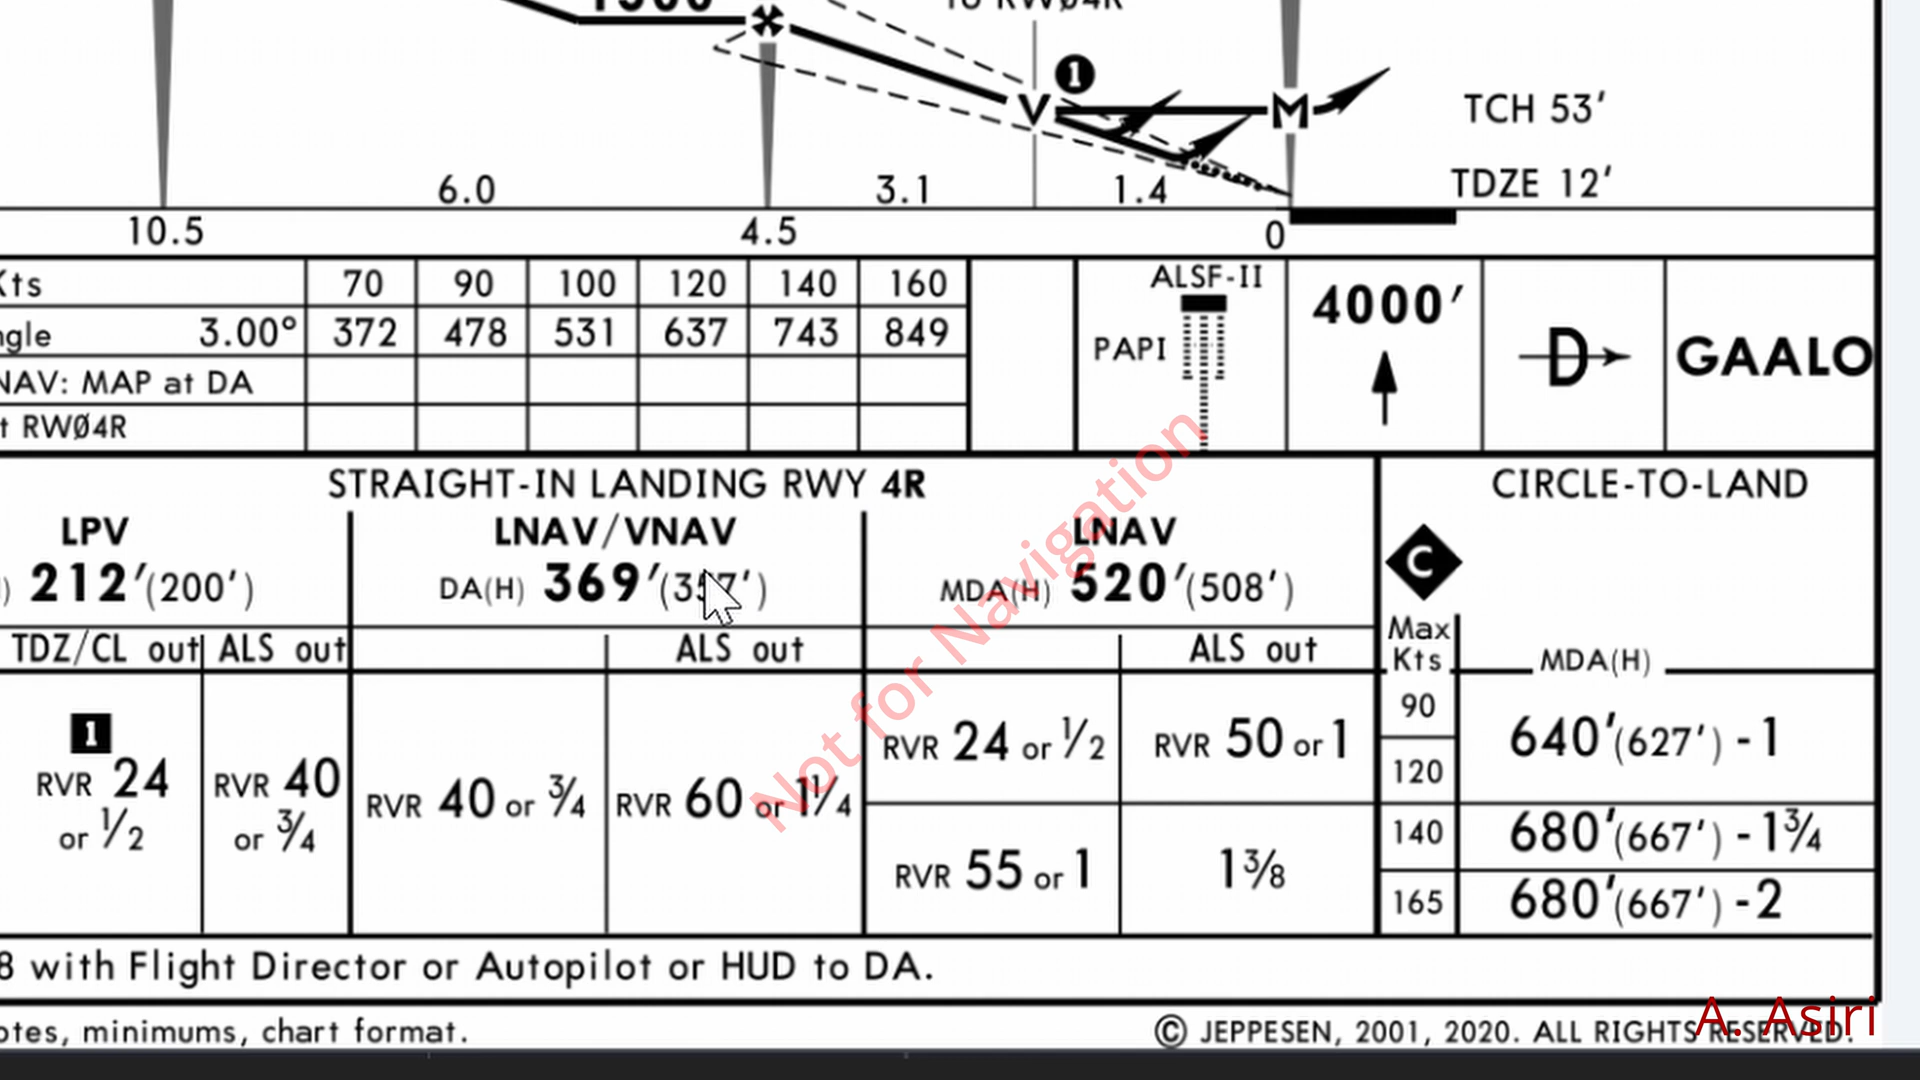 1
V
M
TCH 53'
TDZE 12'
6.0
3.1
1.4
10.5
4.5
0
Kts
70
90
100
120
140
160
3.00°
372
478
531
637
743
849
NAV: MAP at DA
RWØ4R
ALSF-II
PAPI
4000'
D
GAALO
STRAIGHT-IN LANDING RWY 4R
CIRCLE-TO-LAND
LPV
LNAV/VNAV
LNAV
212'(200')
DA(H) 369'(357')
MDA(H) 520'(508')
C
TDZ/CL out
ALS out
ALS out
ALS out
Max
Kts
MDA(H)
1
RVR 24
or 1/2
RVR 40
or 3/4
RVR 40 or 3/4
RVR 60 or 1 1/4
RVR 24 or 1/2
RVR 50 or 1
RVR 55 or 1
1 3/8
90
120
640'(627') - 1
140
680'(667') - 1 3/4
165
680'(667') - 2
Not for Navigation
8 with Flight Director or Autopilot or HUD to DA.
minimums, chart format.
© JEPPESEN, 2001, 2020. ALL RIGHTS RESERVED.
A. Asiri